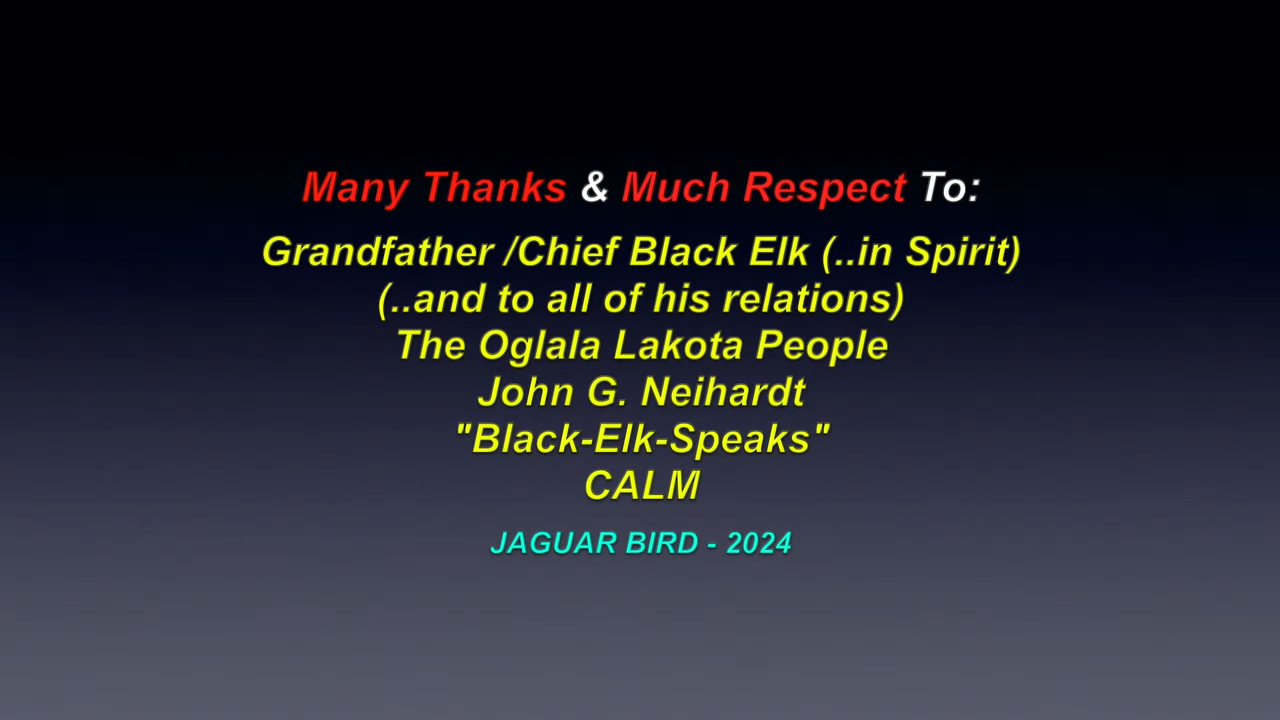 Many Thanks & Much Respect To:
Grandfather /Chief Black Elk (..in Spirit)
(..and to all of his relations)
The Oglala Lakota People
John G. Neihardt
"Black-Elk-Speaks"
CALM
JAGUAR BIRD - 2024